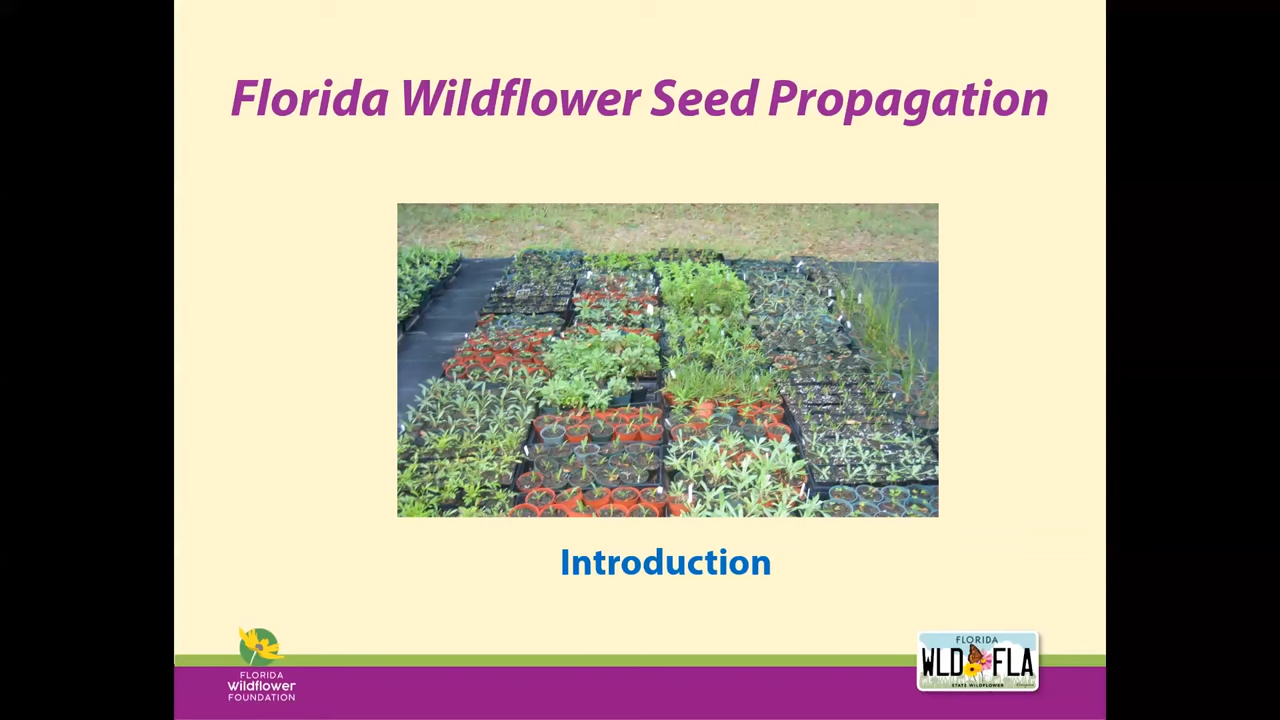 Florida Wildflower Seed Propagation
Introduction
FLORIDA
wildflower
FOUNDATION
FLORIDA
WLD FLA
STATE WILDFLOWER